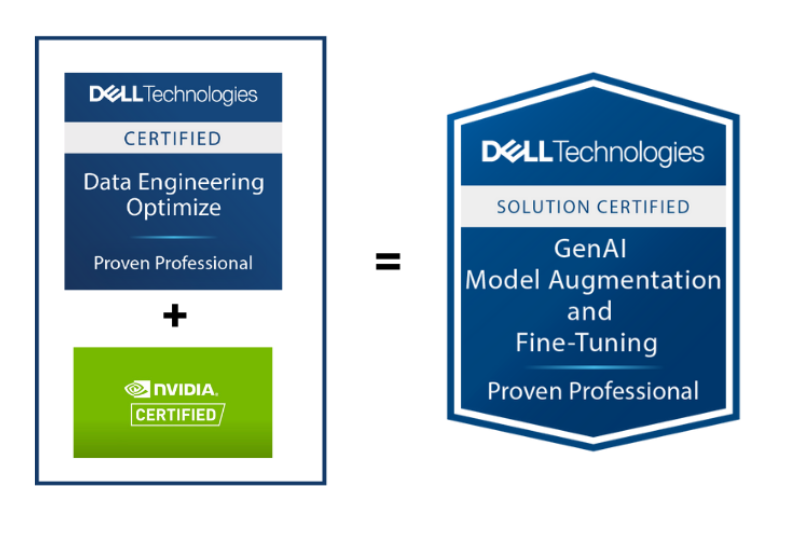 DELLTechnologies
CERTIFIED
Data Engineering
Optimize
Proven Professional
+
NVIDIA.
CERTIFIED
=
DELLTechnologies
SOLUTION CERTIFIED
GenAI
Model Augmentation
and
Fine-Tuning
Proven Professional